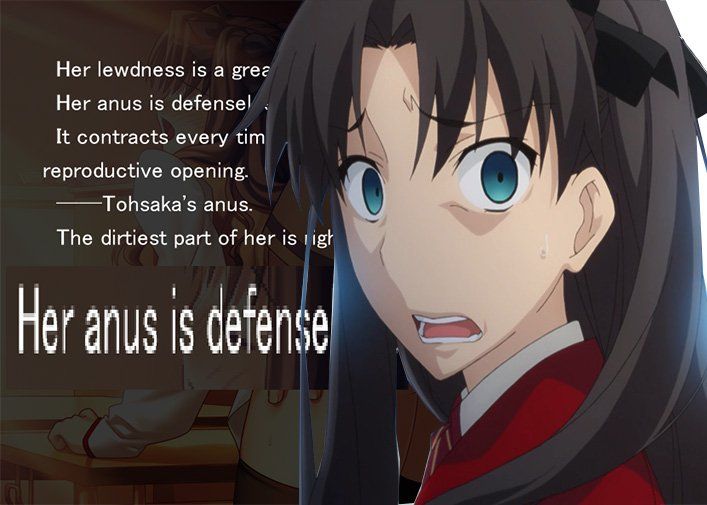 Her lewdness is a grea
Her anus is defensel
It contracts every tim
reproductive opening.
——Tohsaka's anus.
The dirtiest part of her is righ
Her anus is defense